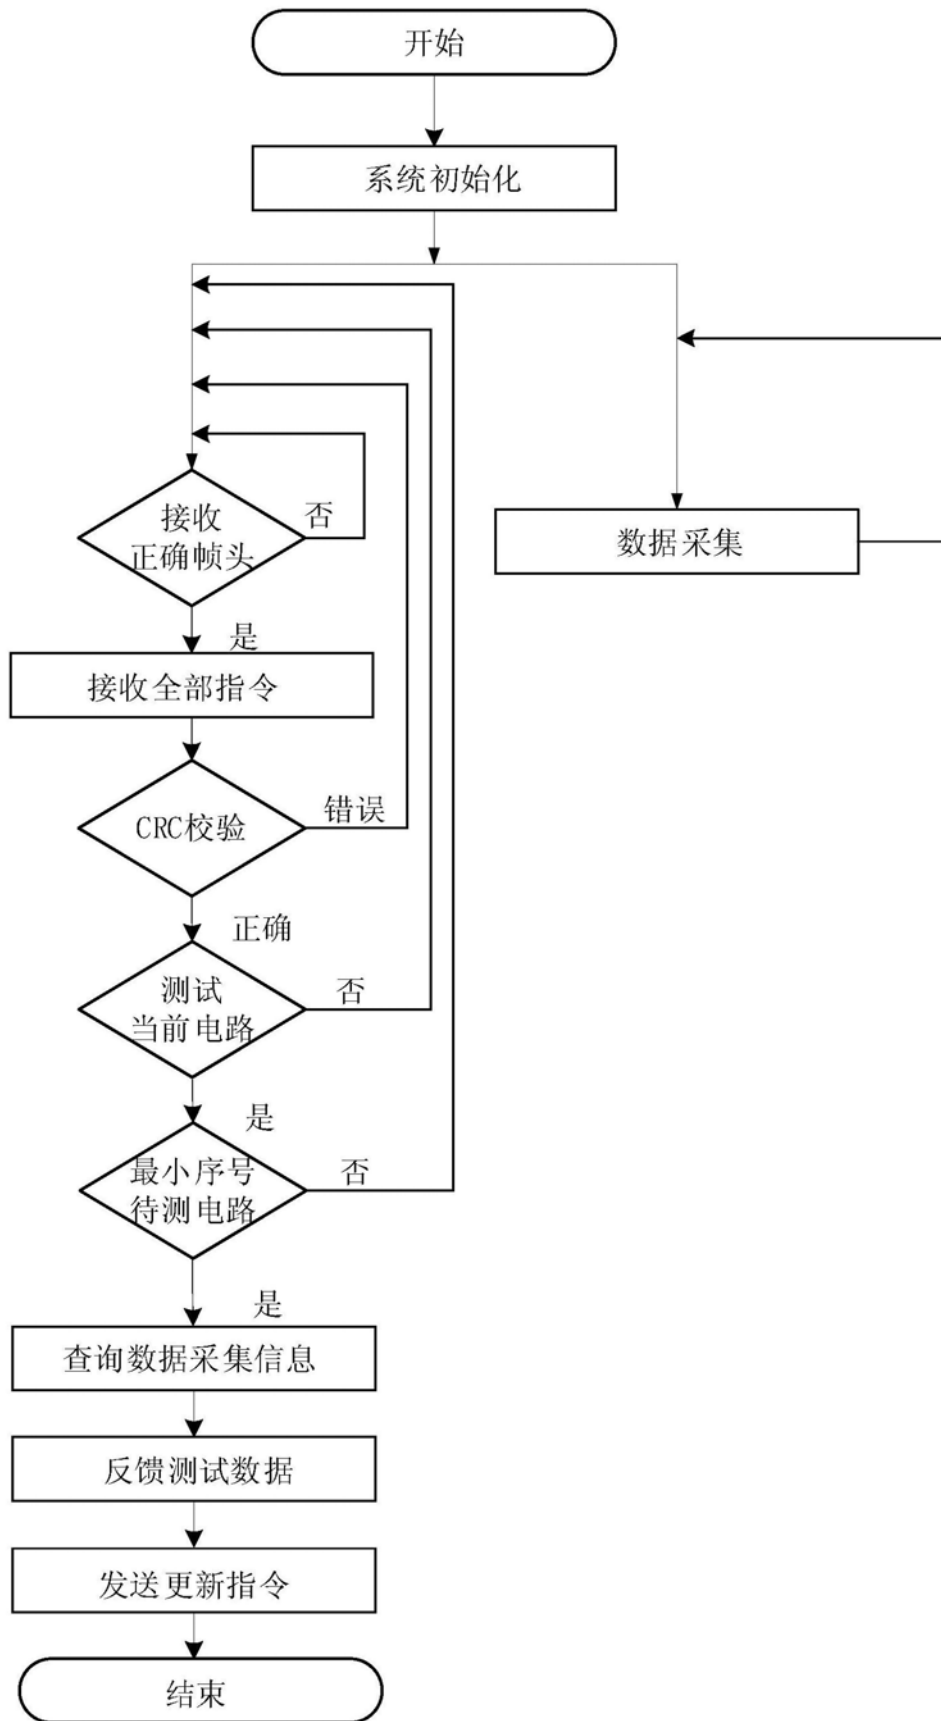 开始
系统初始化
接收
正确帧头
否
数据采集
是
接收全部指令
CRC校验
错误
正确
测试
当前电路
否
是
最小序号
待测电路
否
是
查询数据采集信息
反馈测试数据
发送更新指令
结束